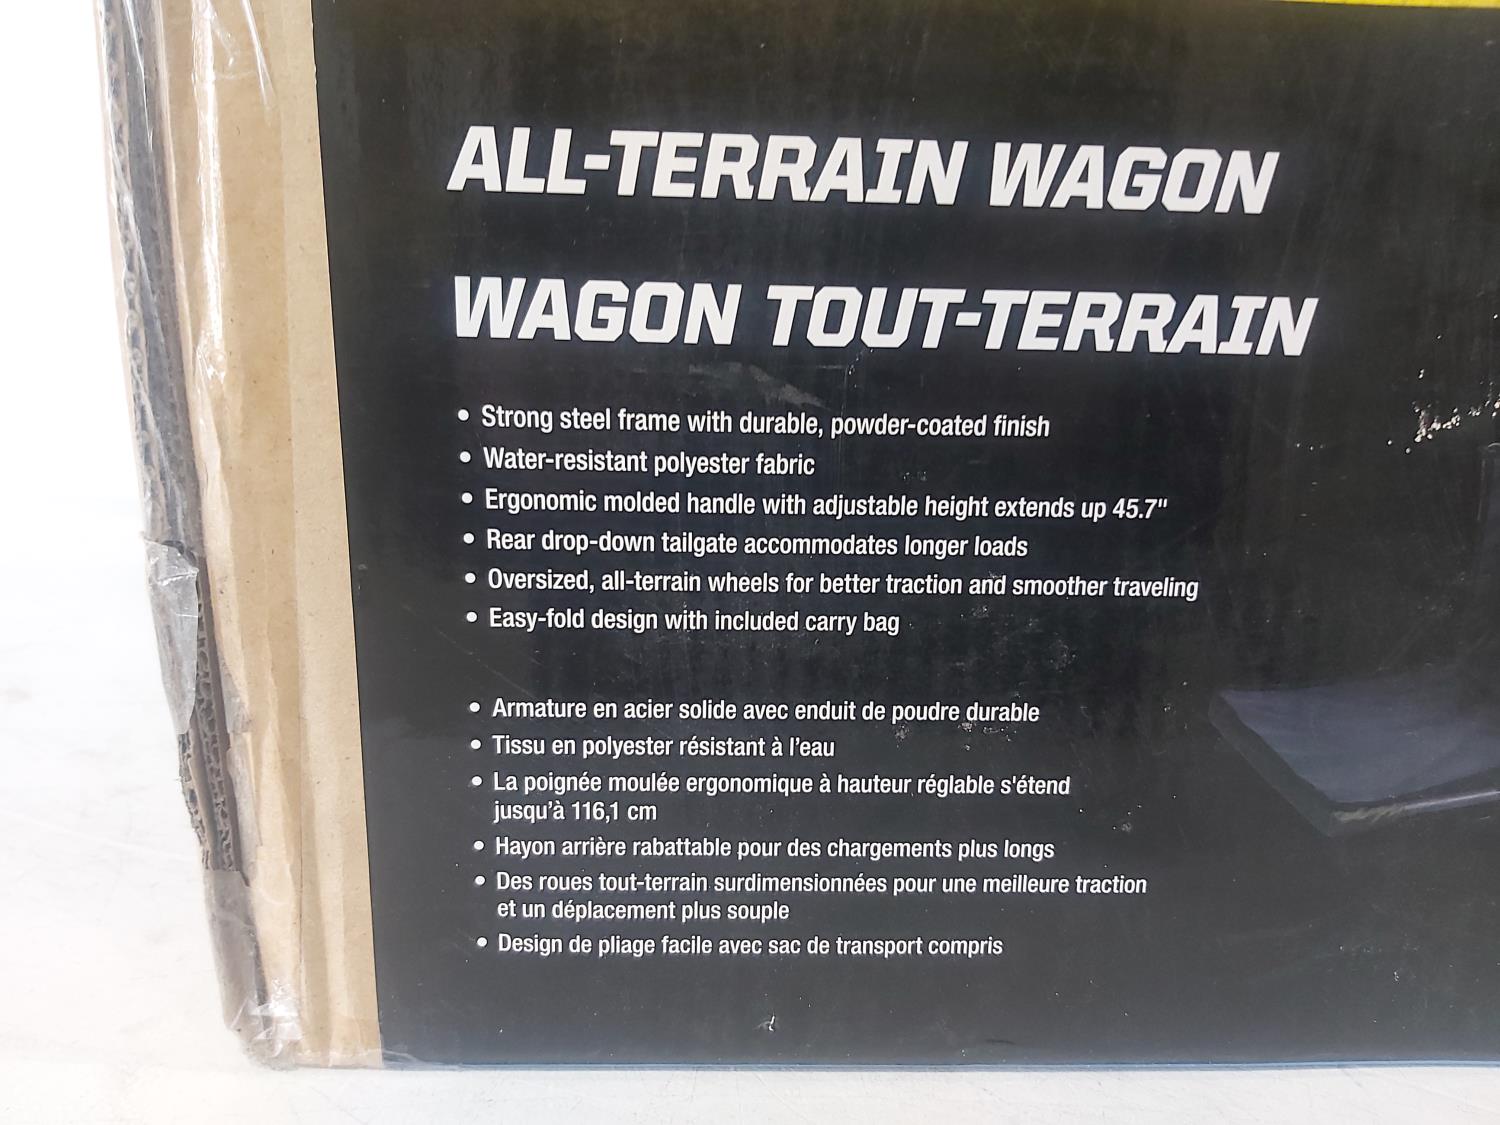 ALL-TERRAIN WAGON
WAGON TOUT-TERRAIN
• Strong steel frame with durable, powder-coated finish
• Water-resistant polyester fabric
• Ergonomic molded handle with adjustable height extends up 45.7"
• Rear drop-down tailgate accommodates longer loads
• Oversized, all-terrain wheels for better traction and smoother traveling
• Easy-fold design with included carry bag
• Armature en acier solide avec enduit de poudre durable
• Tissu en polyester résistant à l’eau
• La poignée moulée ergonomique à hauteur réglable s'étend
jusqu’à 116,1 cm
• Hayon arrière rabattable pour des chargements plus longs
• Des roues tout-terrain surdimensionnées pour une meilleure traction
et un déplacement plus souple
• Design de pliage facile avec sac de transport compris